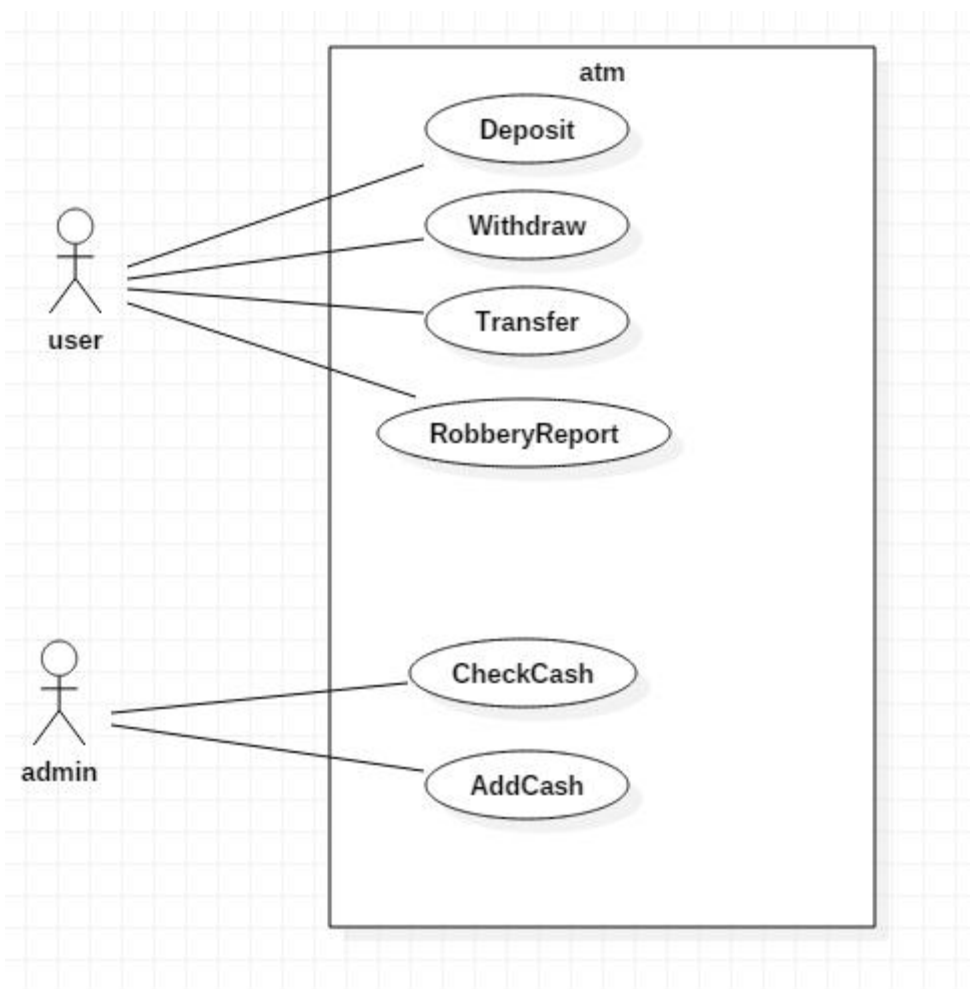 atm
Deposit
Withdraw
Transfer
user
RobberyReport
CheckCash
admin
AddCash